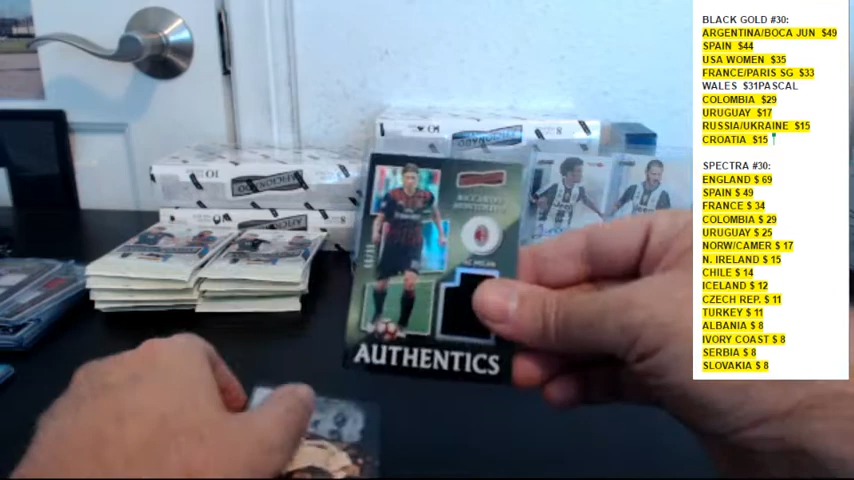 BLACK GOLD #30:
ARGENTINA/BOCA JUN $49
SPAIN $44
USA WOMEN $35
FRANCE/PARIS SG $33
WALES $31PASCAL
COLOMBIA $29
URUGUAY $17
RUSSIA/UKRAINE $15
CROATIA $15
SPECTRA #30:
ENGLAND $ 69
SPAIN $ 49
FRANCE $ 34
COLOMBIA $ 29
URUGUAY $ 25
NORW/CAMER $ 17
N. IRELAND $ 15
CHILE $ 14
ICELAND $ 12
CZECH REP. $ 11
TURKEY $ 11
ALBANIA $ 8
IVORY COAST $ 8
SERBIA $ 8
SLOVAKIA $ 8
AC MILAN
AUTHENTICS
AFICIONADO